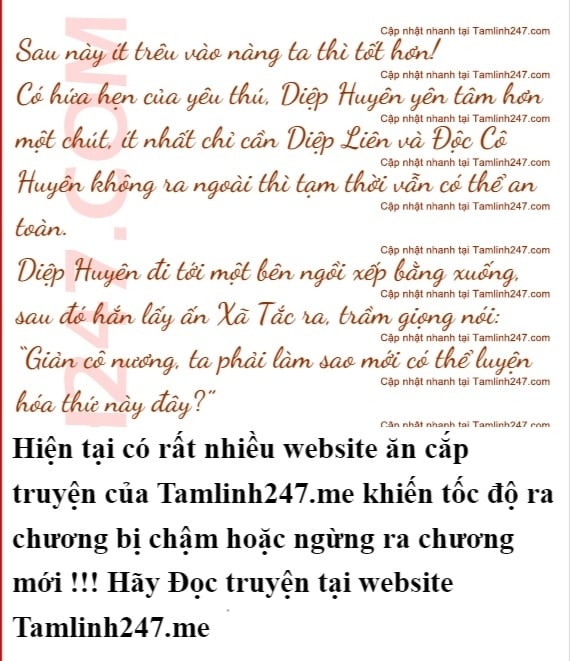 Cập nhật nhanh tại Tamlinh247.com
Sau này ít trêu vào nàng ta thì tốt hơn!
Cập nhật nhanh tại Tamlinh247.com
Có hứa hẹn của yêu thú, Diệp Huyên yên tâm hơn
Cập nhật nhanh tại Tamlinh247.com
một chút, ít nhất chỉ cần Diệp Liên và Độc Cô
Cập nhật nhanh tại Tamlinh247.com
Huyên không ra ngoài thì tạm thời vẫn có thể an
Cập nhật nhanh tại Tamlinh247.com
toàn.
Cập nhật nhanh tại Tamlinh247.com
Diệp Huyên đi tới một bên ngồi xếp bằng xuống,
Cập nhật nhanh tại Tamlinh247.com
sau đó hắn lấy ấn Xã Tắc ra, trầm giọng nói:
Cập nhật nhanh tại Tamlinh247.com
"Giản cô nương, ta phải làm sao mới có thể luyện
Cập nhật nhanh tại Tamlinh247.com
hóa thứ này đây?"
Cập nhật nhanh tại Tamlinh247.com
1247.COM
Hiện tại có rất nhiều website ăn cắp
truyện của Tamlinh247.me khiến tốc độ ra
chương bị chậm hoặc ngừng ra chương
mới !!! Hãy Đọc truyện tại website
Tamlinh247.me